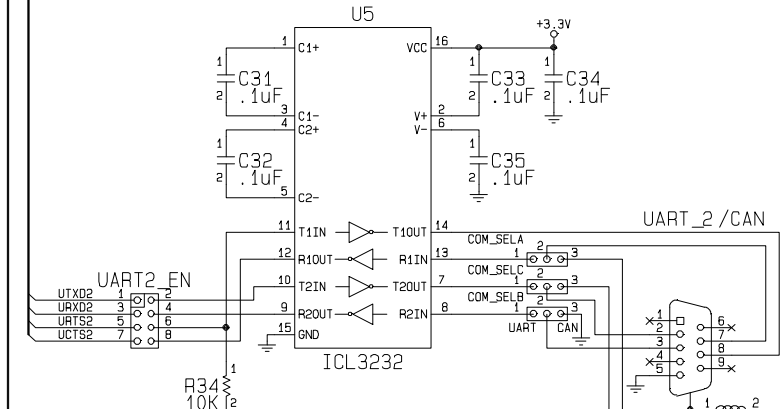 U5
+3.3V
1 C1+ VCC 16
1 C31 2 .1uF
1 C33 2 .1uF
1 C34 2 .1uF
3 C1- V+ 2
4 C2+ V- 6
1 C32 2 .1uF
1 C35 2 .1uF
5 C2-
11 T1IN T1OUT 14
UART_2/CAN
12 R1OUT R1IN 13
COM_SELA 1 2 3
10 T2IN T2OUT 7
COM_SELC 1 2 3
9 R2OUT R2IN 8
COM_SELB 1 2 3
UART CAN
15 GND
ICL3232
UART2_EN
UTXD2 1 2
URXD2 3 4
URTS2 5 6
UCTS2 7 8
1 6
2 7
3 8
4 9
5
R34 1
10K 2
1 2